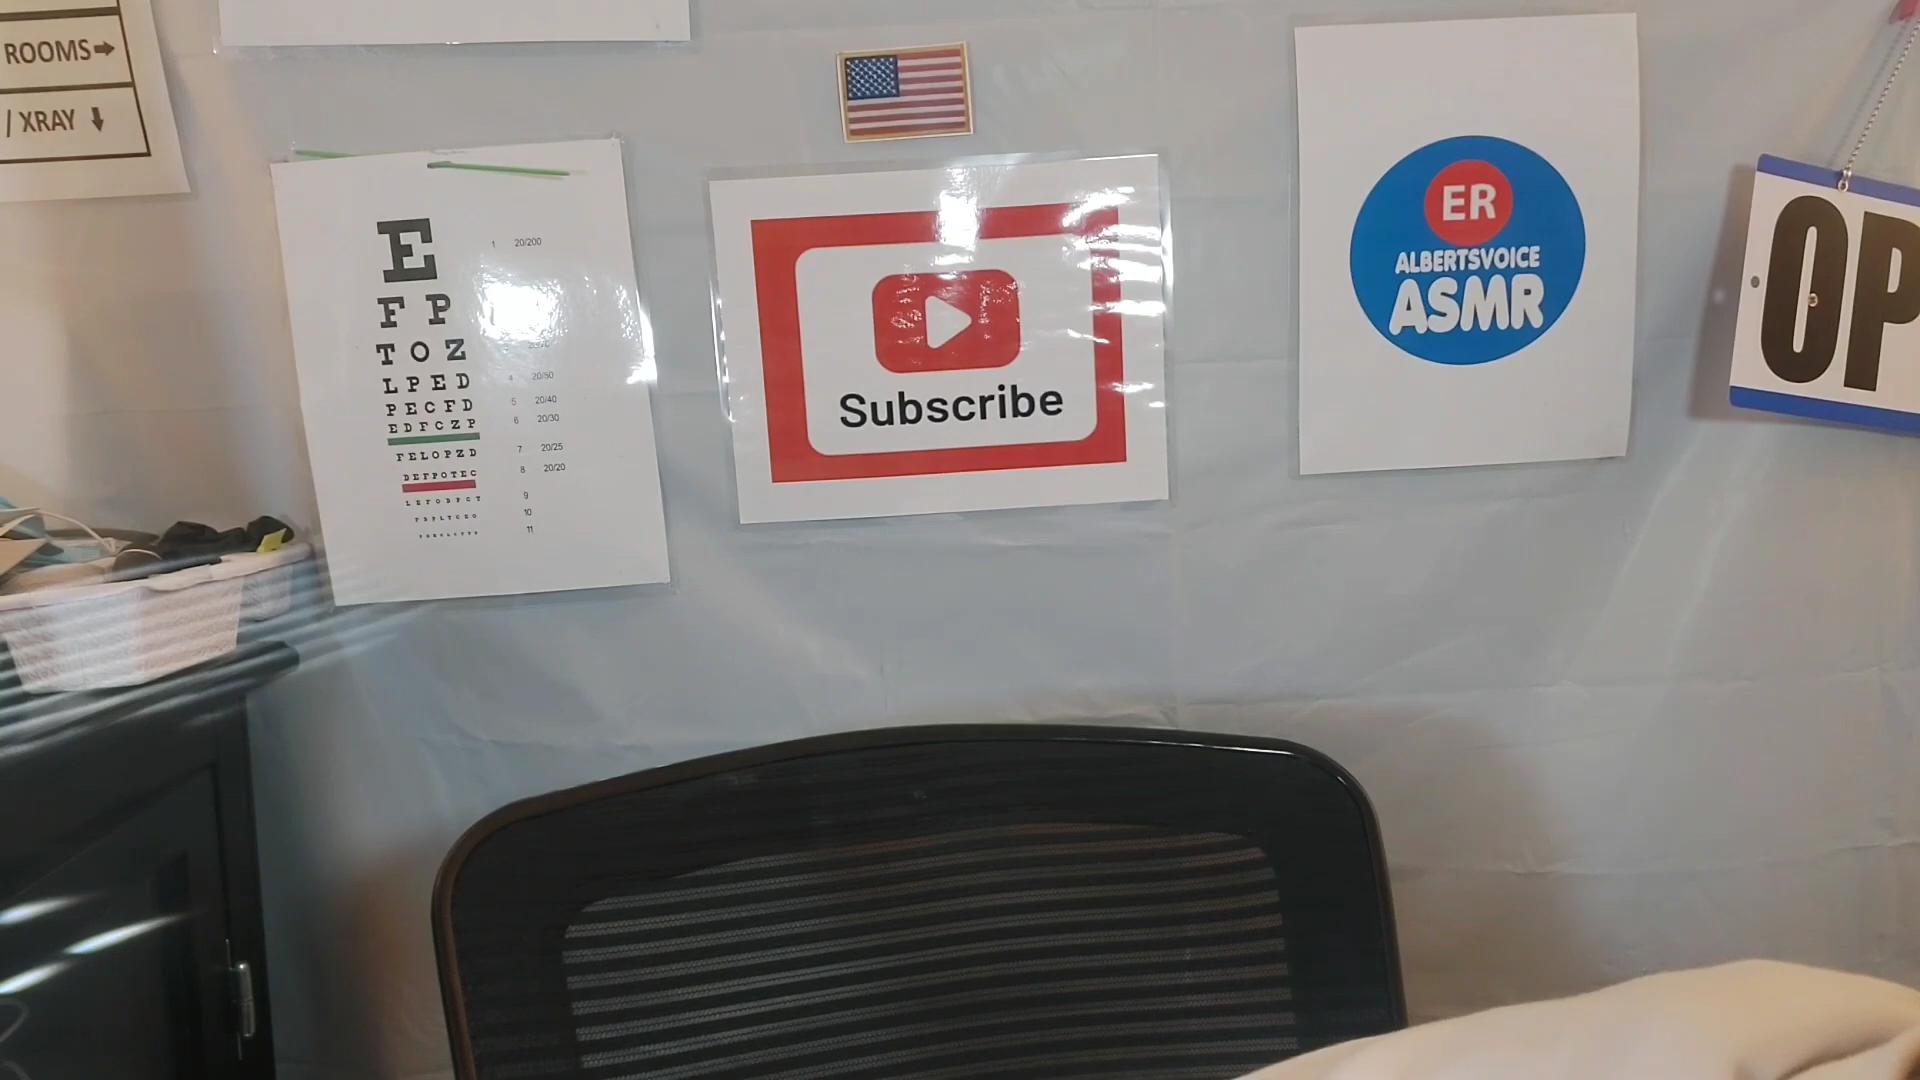 ROOMS➡
/ XRAY ⬇
E
1 20/200
F P
T O Z
L P E D
4 20/50
P E C F D
5 20/40
E D F C Z P
6 20/30
F E L O P Z D
7 20/25
D E F P O T E C
8 20/20
L E F O D P C T
9
F D P L T C E O
10
11
Subscribe
ER
ALBERTSVOICE
ASMR
OP